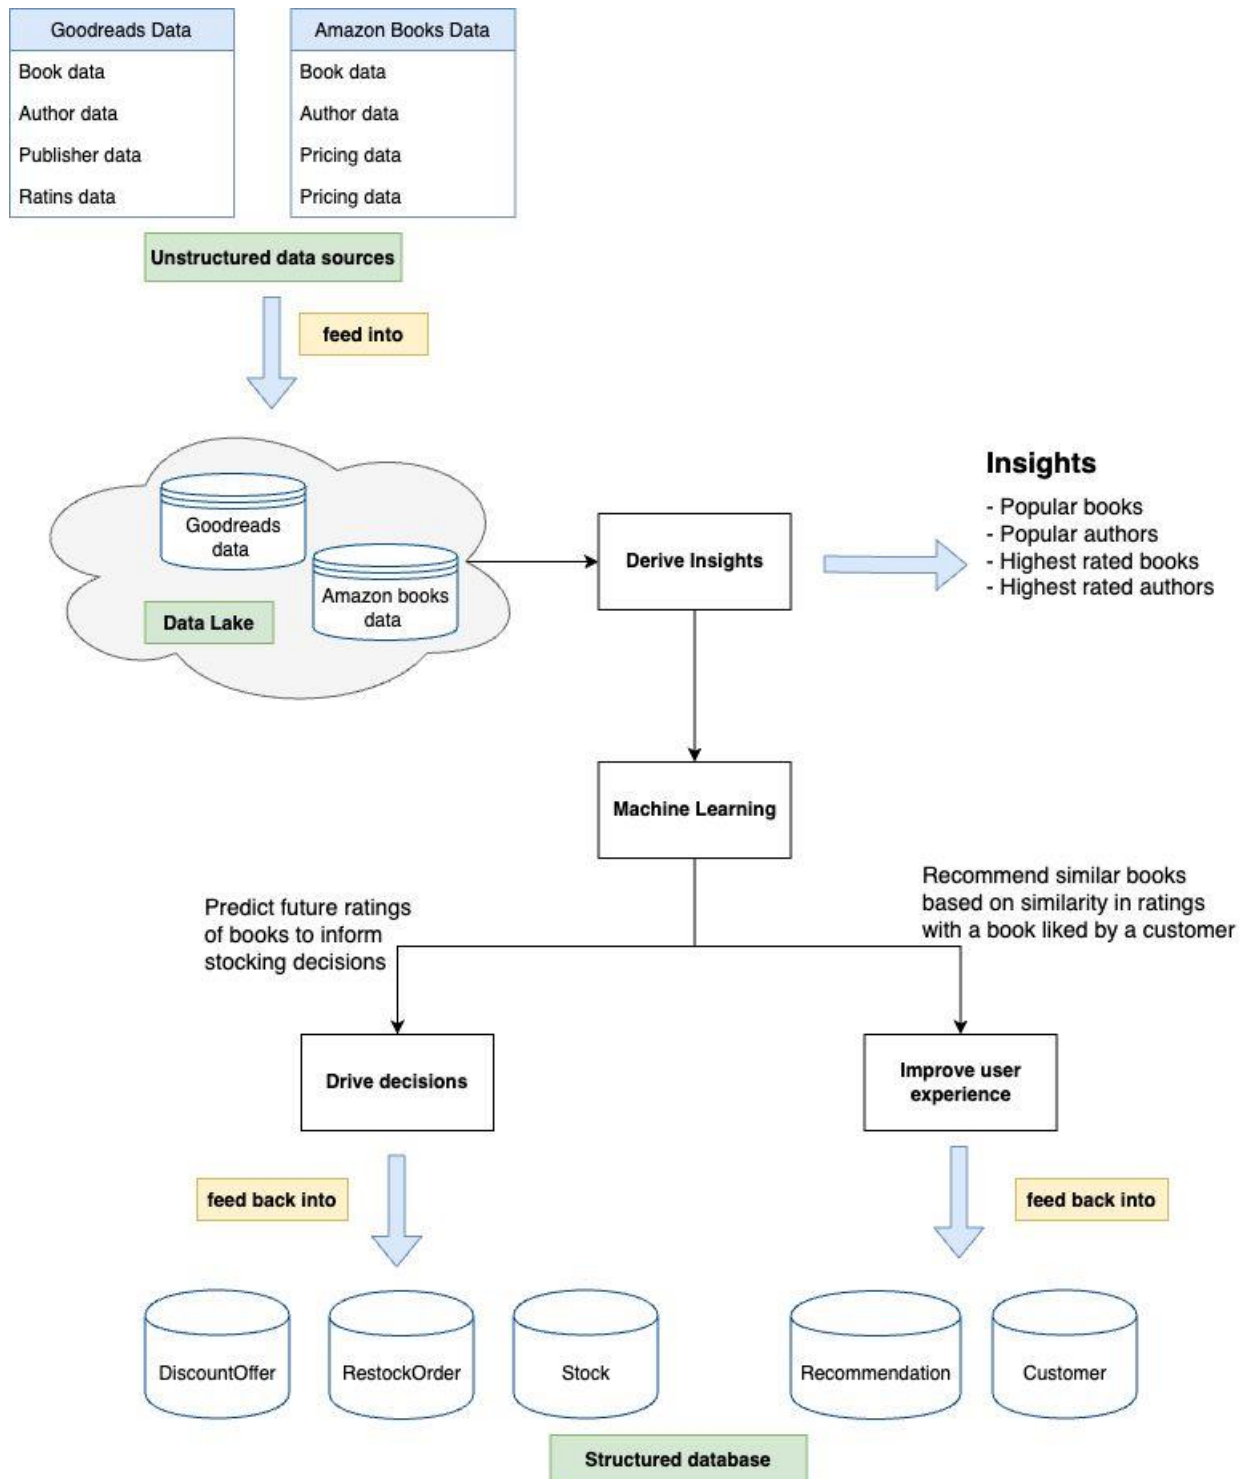 Goodreads Data
Book data
Author data
Publisher data
Ratins data
Amazon Books Data
Book data
Author data
Pricing data
Pricing data
Unstructured data sources
feed into
Goodreads
data
Amazon books
data
Data Lake
Derive Insights
Insights
- Popular books
- Popular authors
- Highest rated books
- Highest rated authors
Machine Learning
Predict future ratings
of books to inform
stocking decisions
Recommend similar books
based on similarity in ratings
with a book liked by a customer
Drive decisions
Improve user
experience
feed back into
feed back into
DiscountOffer
RestockOrder
Stock
Recommendation
Customer
Structured database